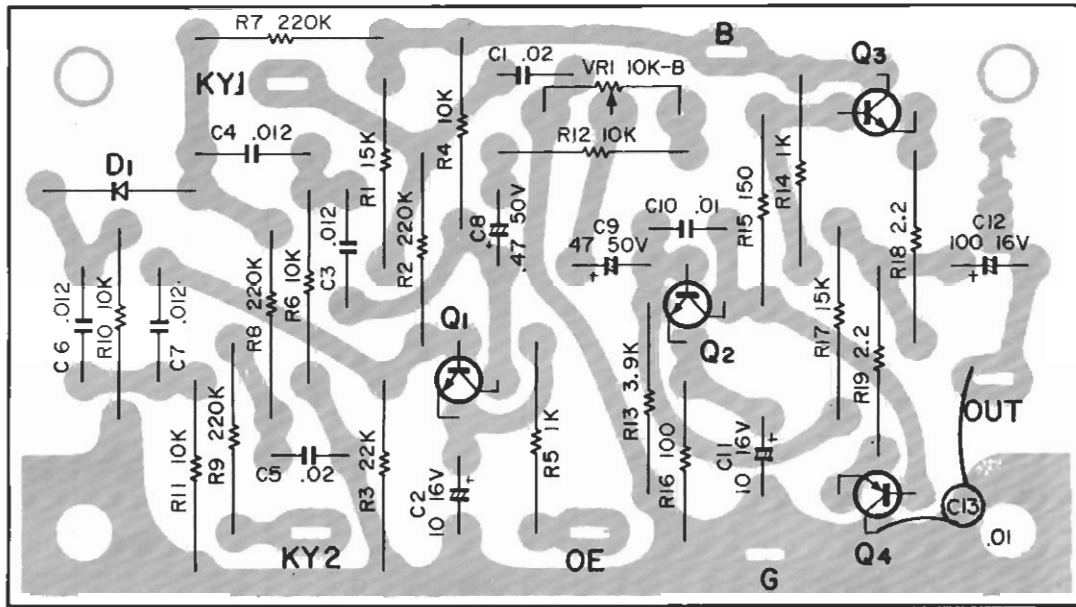 R7 220K
B
C1 .02
Q3
KY1
VR1 10K-B
R4 10K
C4 .012
R1 15K
R12 10K
R15 150
R14 1K
D1
R2 220K
C8
.47 50V
C10 .01
C3 .012
C9
47 50V
R18 2.2
C12
100 16V
C6 .012
R10 10K
C7 .012
R8 220K
R6 10K
Q1
Q2
R17 15K
R19 2.2
R13 3.9K
OUT
R11 10K
R9 220K
C5 .02
R3 22K
C2
10 16V
R5 1K
R16 100
C11
10 16V
C13
.01
KY2
OE
G
Q4